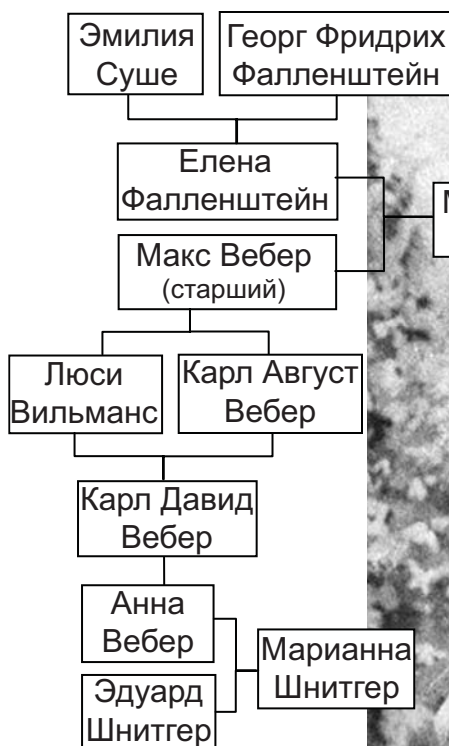 Эмилия
Суше
Георг Фридрих
Фалленштейн
Елена
Фалленштейн
М
Макс Вебер
(старший)
Люси
Вильманс
Карл Август
Вебер
Карл Давид
Вебер
Анна
Вебер
Марианна
Шнитгер
Эдуард
Шнитгер